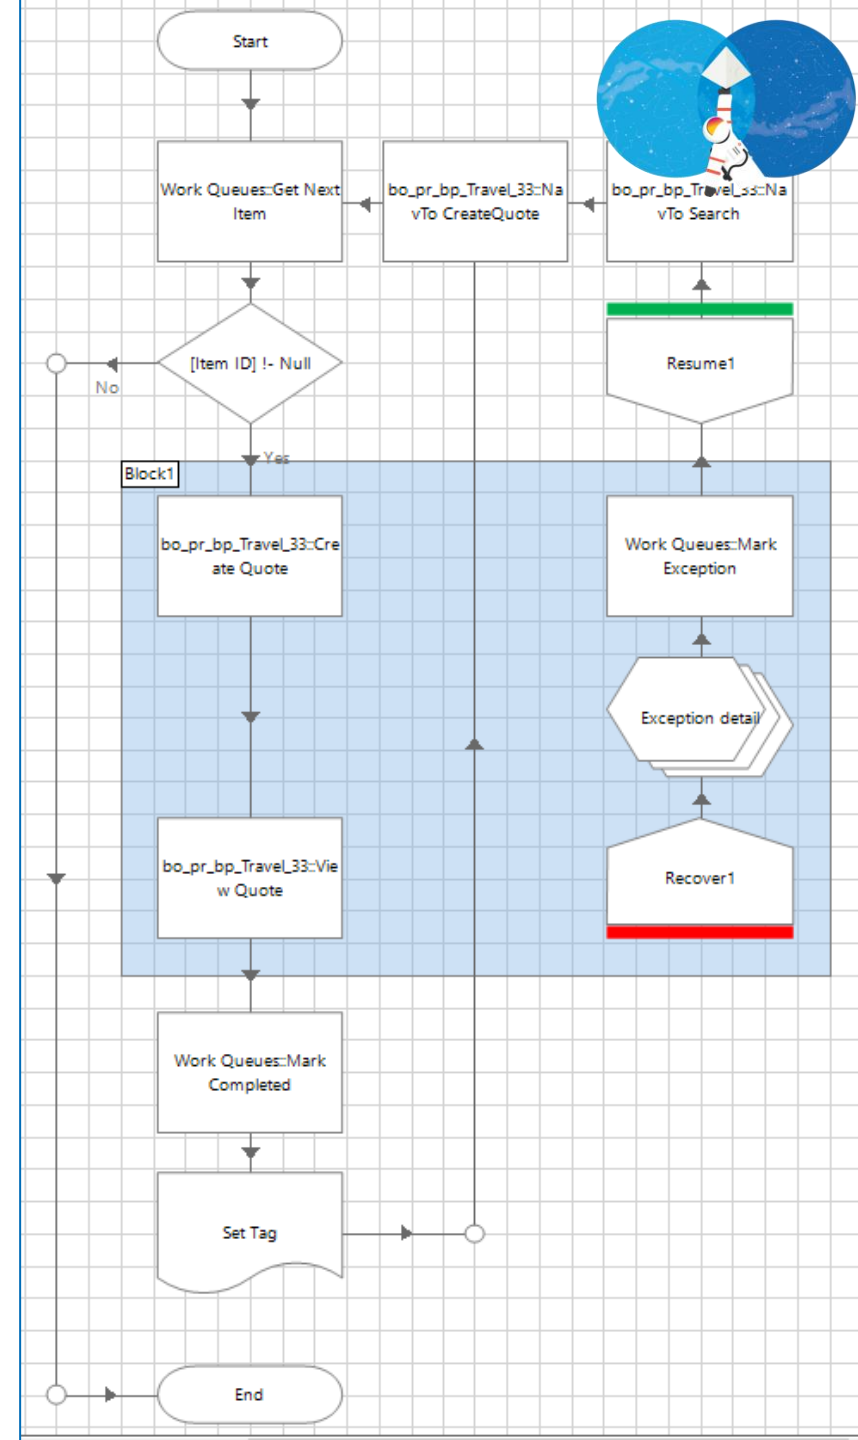 Start
Work Queues::Get Next
Item
bo_pr_bp_Travel_33::Na
vTo CreateQuote
bo_pr_bp_Travel_33::Na
vTo Search
[Item ID] !- Null
No
Yes
Resume1
Block1
bo_pr_bp_Travel_33::Cre
ate Quote
Work Queues::Mark
Exception
Exception detail
bo_pr_bp_Travel_33::Vie
w Quote
Recover1
Work Queues::Mark
Completed
Set Tag
End